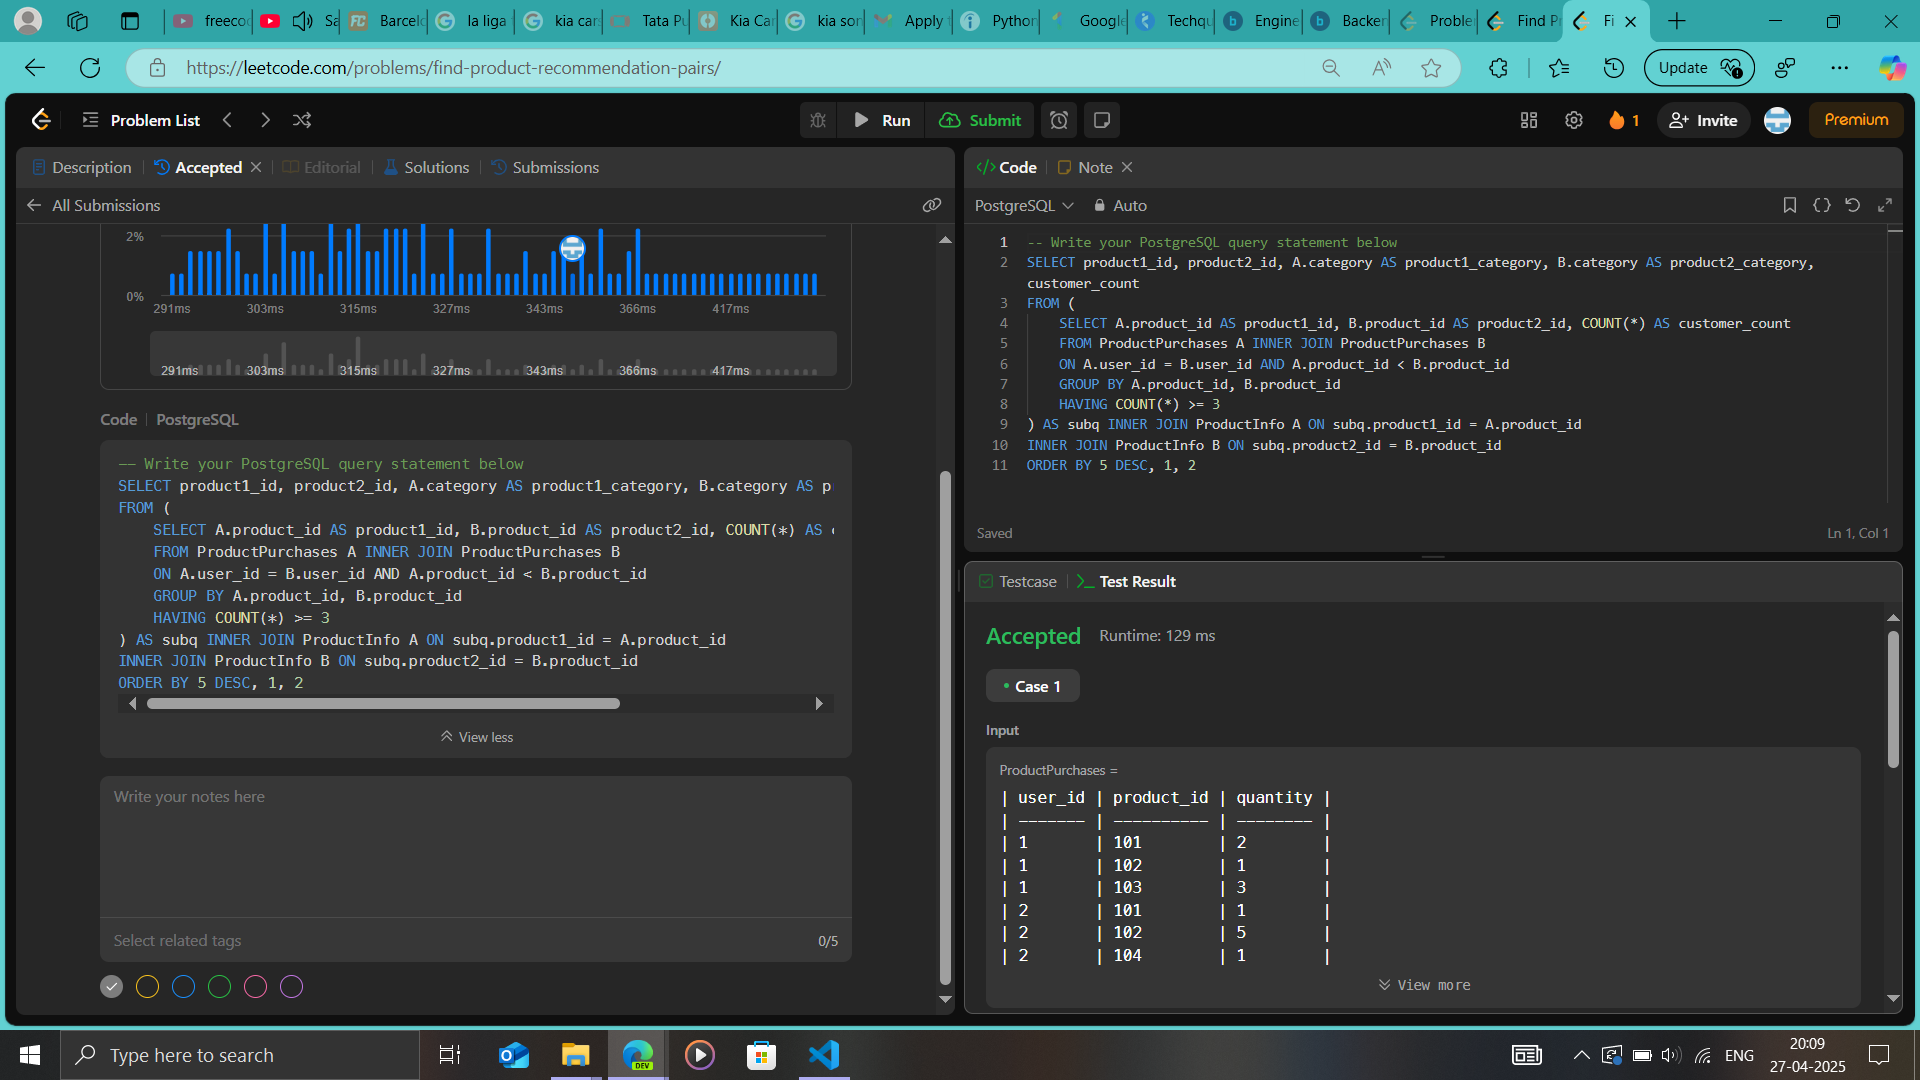 freecod
Sa
Barcelo
la liga
kia cars
Tata Pu
Kia Car
kia son
Apply t
Python
Google
Techqu
Engine
Backen
Problem
Find Pr
Fi
https://leetcode.com/problems/find-product-recommendation-pairs/
Update
Problem List
Run
Submit
1
Invite
Premium
Description
Accepted
Editorial
Solutions
Submissions
All Submissions
2%
0%
291ms 303ms 315ms 327ms 343ms 366ms 417ms
291ms 303ms 315ms 327ms 343ms 366ms 417ms
Code | PostgreSQL
-- Write your PostgreSQL query statement below
SELECT product1_id, product2_id, A.category AS product1_category, B.category AS p
FROM (
SELECT A.product_id AS product1_id, B.product_id AS product2_id, COUNT(*) AS c
FROM ProductPurchases A INNER JOIN ProductPurchases B
ON A.user_id = B.user_id AND A.product_id < B.product_id
GROUP BY A.product_id, B.product_id
HAVING COUNT(*) >= 3
) AS subq INNER JOIN ProductInfo A ON subq.product1_id = A.product_id
INNER JOIN ProductInfo B ON subq.product2_id = B.product_id
ORDER BY 5 DESC, 1, 2
View less
Write your notes here
Select related tags
0/5
Code
Note
PostgreSQL
Auto
1 -- Write your PostgreSQL query statement below
2 SELECT product1_id, product2_id, A.category AS product1_category, B.category AS product2_category,
customer_count
3 FROM (
4 SELECT A.product_id AS product1_id, B.product_id AS product2_id, COUNT(*) AS customer_count
5 FROM ProductPurchases A INNER JOIN ProductPurchases B
6 ON A.user_id = B.user_id AND A.product_id < B.product_id
7 GROUP BY A.product_id, B.product_id
8 HAVING COUNT(*) >= 3
9 ) AS subq INNER JOIN ProductInfo A ON subq.product1_id = A.product_id
10 INNER JOIN ProductInfo B ON subq.product2_id = B.product_id
11 ORDER BY 5 DESC, 1, 2
Saved
Ln 1, Col 1
Testcase
Test Result
Accepted
Runtime: 129 ms
Case 1
Input
ProductPurchases =
| user_id | product_id | quantity |
| ------- | ---------- | -------- |
| 1 | 101 | 2 |
| 1 | 102 | 1 |
| 1 | 103 | 3 |
| 2 | 101 | 1 |
| 2 | 102 | 5 |
| 2 | 104 | 1 |
View more
Type here to search
DEV
ENG
20:09
27-04-2025